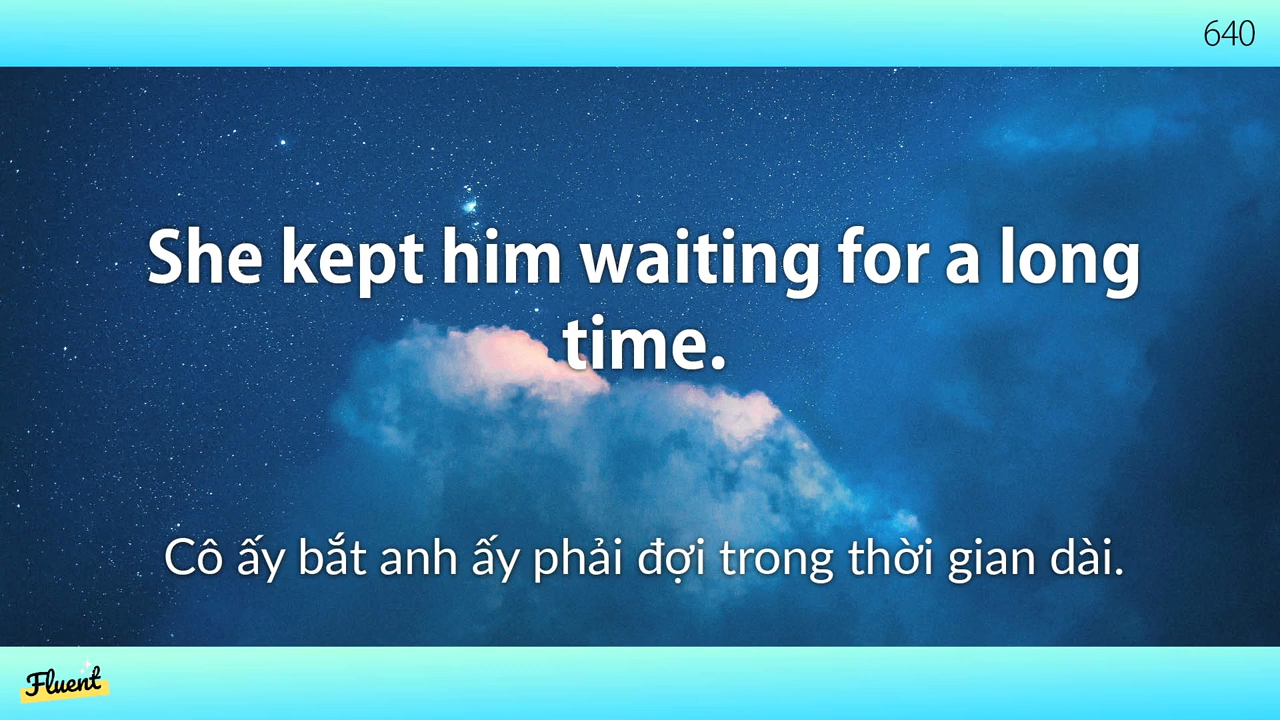 640
She kept him waiting for a long
time.
Cô ấy bắt anh ấy phải đợi trong thời gian dài.
Fluent